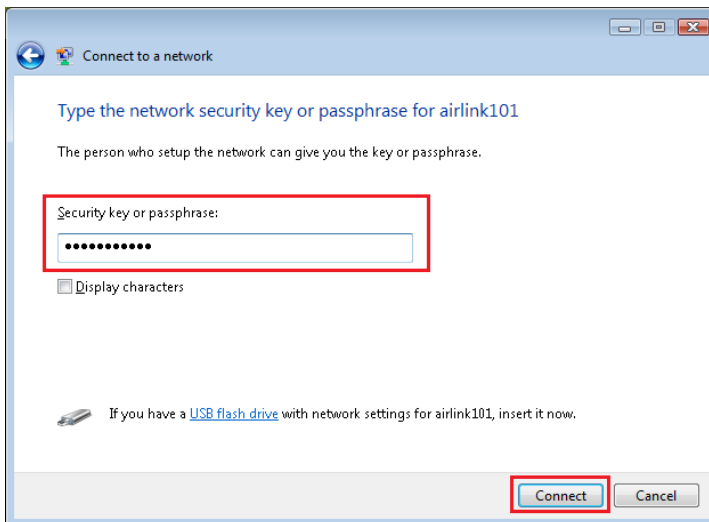 Connect to a network
Type the network security key or passphrase for airlink101
The person who setup the network can give you the key or passphrase.
Security key or passphrase:
•••••••••••
Display characters
If you have a USB flash drive with network settings for airlink101, insert it now.
Connect Cancel